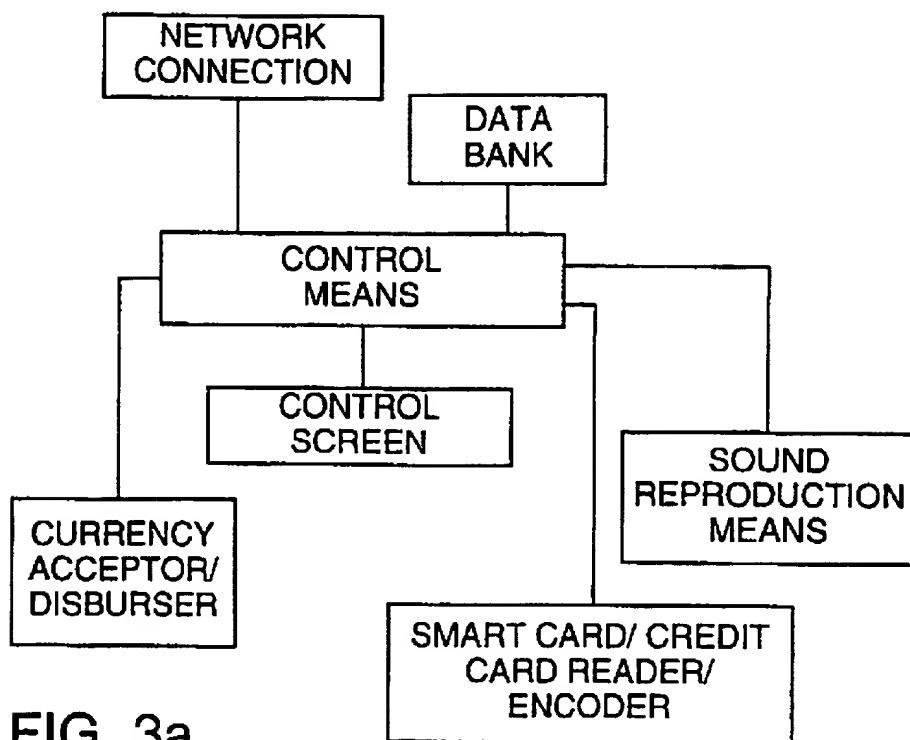 NETWORK
CONNECTION
DATA
BANK
CONTROL
MEANS
CONTROL
SCREEN
SOUND
REPRODUCTION
MEANS
CURRENCY
ACCEPTOR/
DISBURSER
SMART CARD/ CREDIT
CARD READER/
ENCODER
FIG. 3a